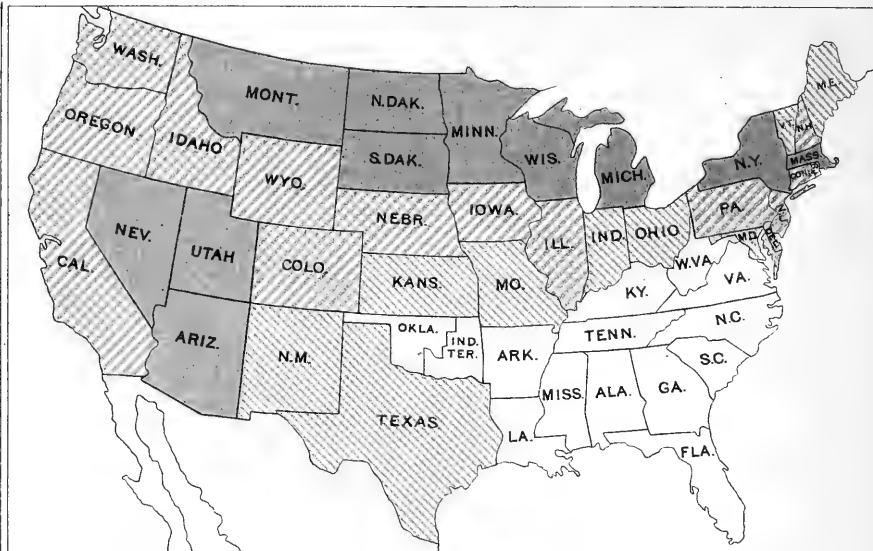 WASH.
MONT.
N.DAK.
MINN.
M.E.
OREGON.
IDAHO
S.DAK.
WIS.
MICH.
V.T.
N.H.
N.Y.
MASS.
WYO.
NEBR.
IOWA.
PA.
NEV.
UTAH
COLO.
ILL.
IND.
OHIO
MD.
DEL.
CAL.
KANS.
MO.
W.VA.
VA.
KY.
ARIZ.
N.M.
OKLA.
IND.
TER.
ARK.
TENN.
N.C.
S.C.
TEXAS
LA.
MISS.
ALA.
GA.
FLA.